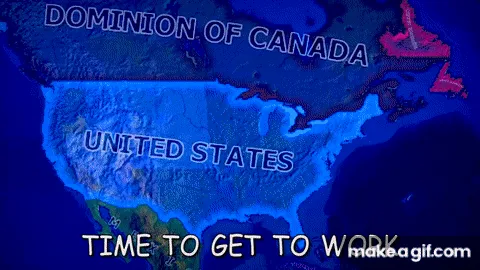 DOMINION OF CANADA
UNITED STATES
TIME TO GET TO WORK
makeagif.com